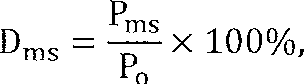 D_ms = P_ms / P_o × 100%,